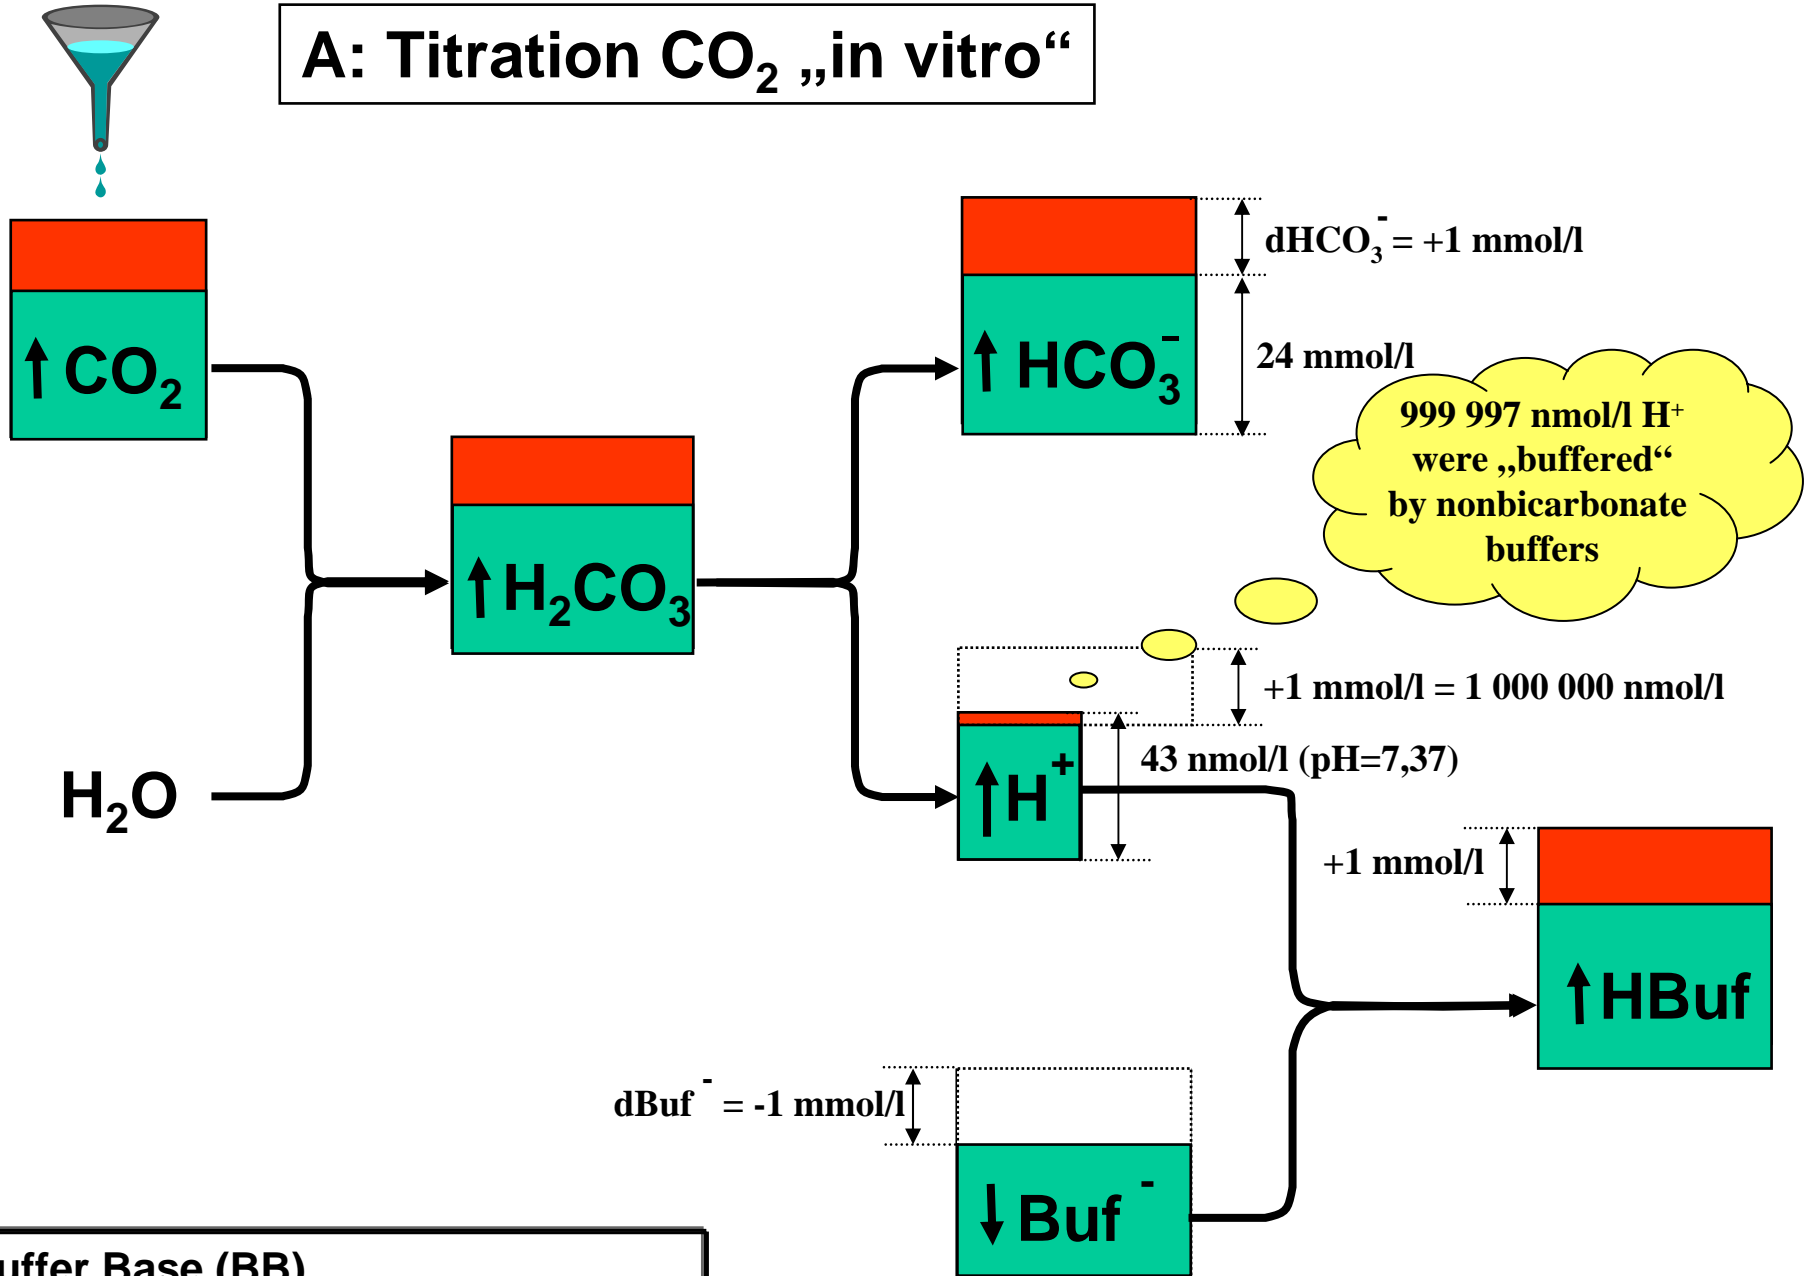 A: Titration CO₂ „in vitro“
dHCO₃⁻ = +1 mmol/l
↑ CO₂
↑ HCO₃⁻
24 mmol/l
999 997 nmol/l H⁺
were „buffered“
by nonbicarbonate
buffers
↑ H₂CO₃
+1 mmol/l = 1 000 000 nmol/l
43 nmol/l (pH=7,37)
H₂O
↑H⁺
+1 mmol/l
↑HBuf
dBuf⁻ = -1 mmol/l
↓ Buf⁻
uffer Base (BB)